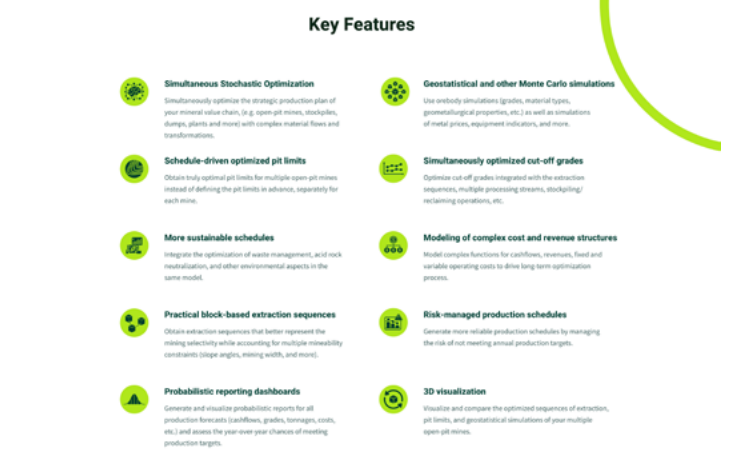 Key Features
Simultaneous Stochastic Optimization
Simultaneously optimize the strategic production plan of
your mineral value chain, (e.g. open-pit mines, stockpiles,
dumps, plants and more) with complex material flows and
transformations.
Geostatistical and other Monte Carlo simulations
Use orebody simulations (grades, material types,
geometallurgical properties, etc.) as well as simulations
of metal prices, equipment indicators, and more.
Schedule-driven optimized pit limits
Obtain truly optimal pit limits for multiple open-pit mines
instead of defining the pit limits in advance, separately for
each mine.
Simultaneously optimized cut-off grades
Optimize cut-off grades integrated with the extraction
sequences, multiple processing streams, stockpiling/
reclaiming operations, etc.
More sustainable schedules
Integrate the optimization of waste management, acid rock
neutralization, and other environmental aspects in the
same model.
Modeling of complex cost and revenue structures
Model complex functions for cashflows, revenues, fixed and
variable operating costs to drive long-term optimization
process.
Practical block-based extraction sequences
Obtain extraction sequences that better represent the
mining selectivity while accounting for multiple mineability
constraints (slope angles, mining width, and more).
Risk-managed production schedules
Generate more reliable production schedules by managing
the risk of not meeting annual production targets.
Probabilistic reporting dashboards
Generate and visualize probabilistic reports for all
production forecasts (cashflows, grades, tonnages, costs,
etc.) and assess the year-over-year chances of meeting
production targets.
3D visualization
Visualize and compare the optimized sequences of extraction,
pit limits, and geostatistical simulations of your multiple
open-pit mines.